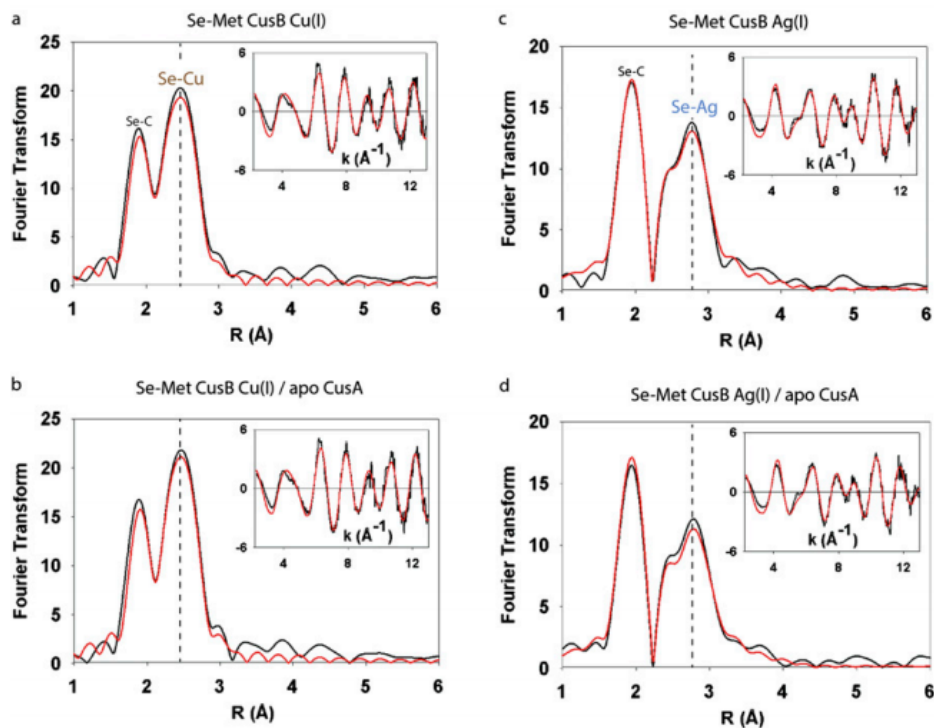 a
Se-Met CusB Cu(I)
25
20
15
10
5
0
Fourier Transform
Se-C
Se-Cu
6
0
-6
k (Å⁻¹)
4 8 12
1 2 3 4 5 6
R (Å)
c
Se-Met CusB Ag(I)
20
15
10
5
0
Fourier Transform
Se-C
Se-Ag
6
0
-6
k (Å⁻¹)
4 8 12
1 2 3 4 5 6
R (Å)
b
Se-Met CusB Cu(I) / apo CusA
25
20
15
10
5
0
Fourier Transform
6
0
-6
k (Å⁻¹)
4 8 12
1 2 3 4 5 6
R (Å)
d
Se-Met CusB Ag(I) / apo CusA
20
15
10
5
0
Fourier Transform
6
0
-6
k (Å⁻¹)
4 8 12
1 2 3 4 5 6
R (Å)